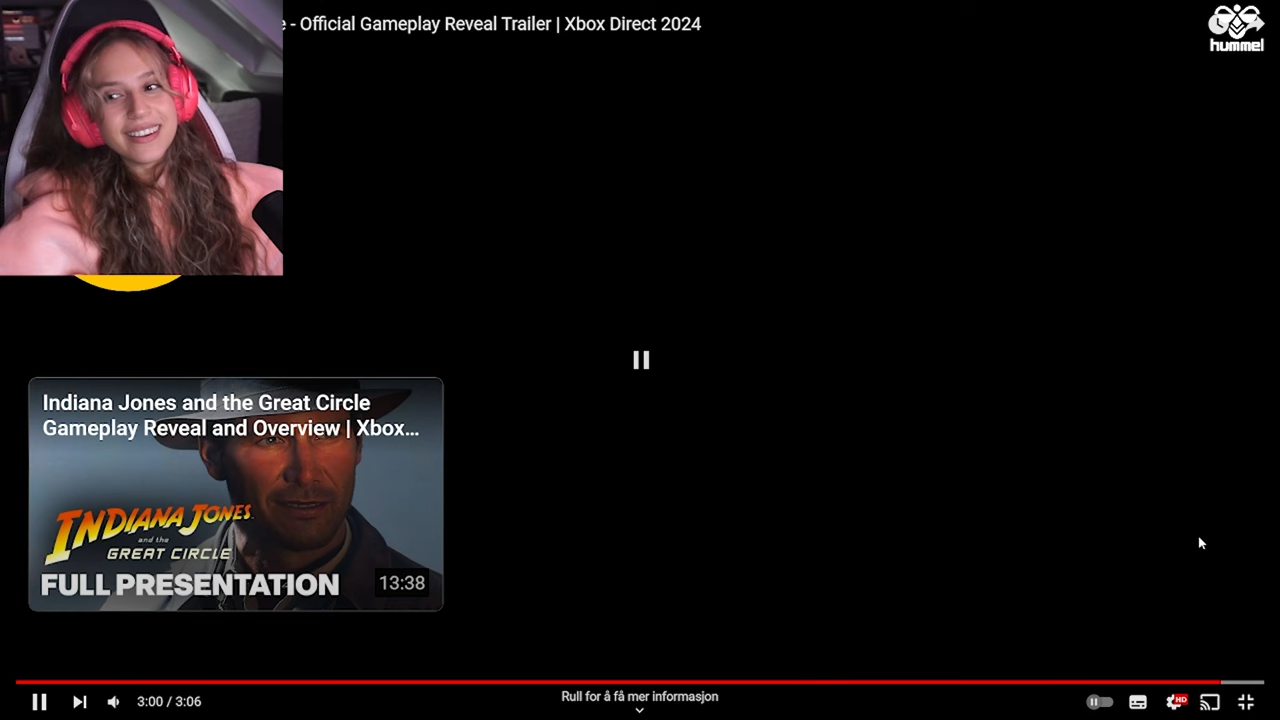 - Official Gameplay Reveal Trailer | Xbox Direct 2024
hummel
Indiana Jones and the Great Circle
Gameplay Reveal and Overview | Xbox...
INDIANA JONES
and the
GREAT CIRCLE
FULL PRESENTATION
13:38
3:00 / 3:06
Rull for å få mer informasjon
HD